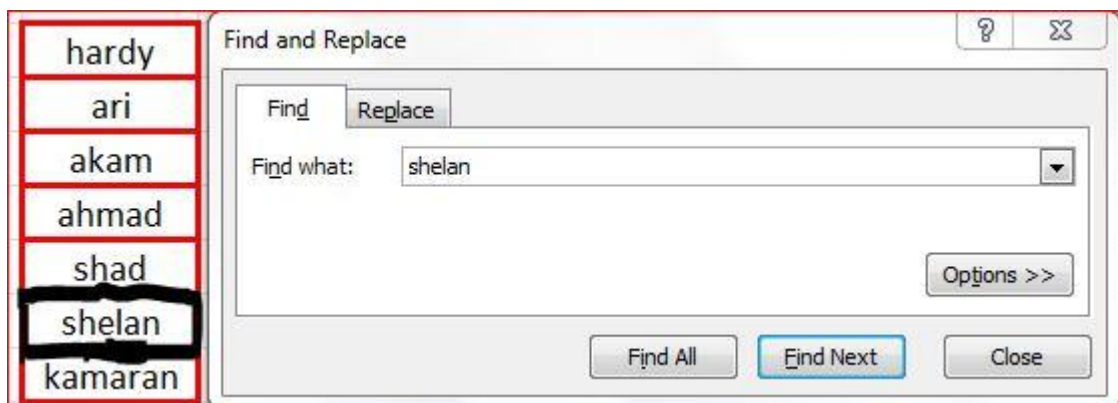 hardy
ari
akam
ahmad
shad
shelan
kamaran
Find and Replace
Find
Replace
Find what:
shelan
Options >>
Find All
Find Next
Close